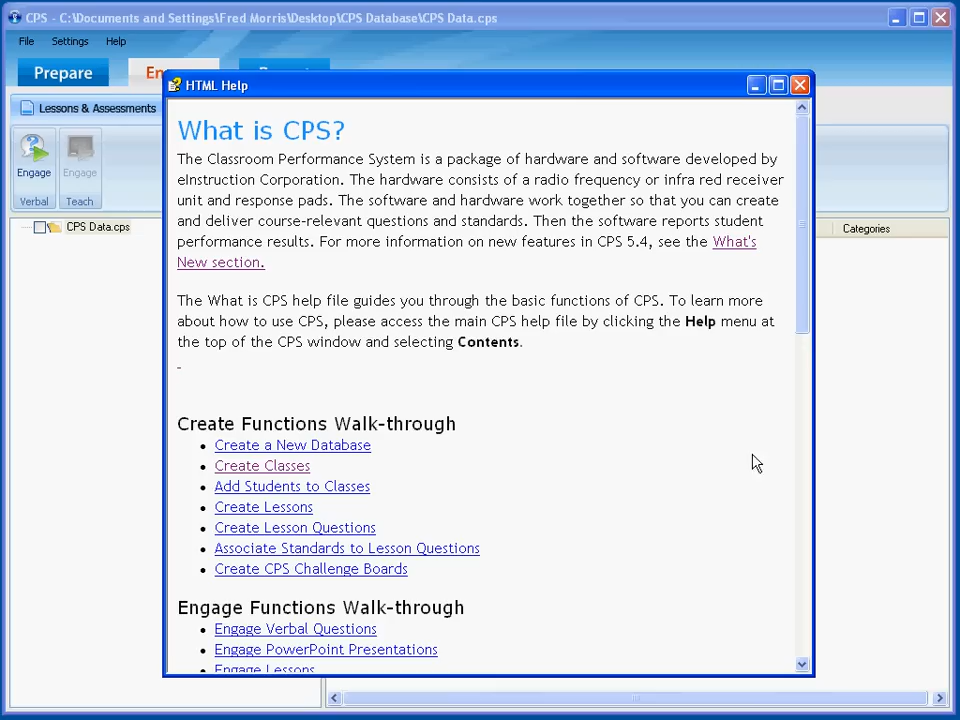 CPS - C:\Documents and Settings\Fred Morris\Desktop\CPS Database\CPS Data.cps
File Settings Help
Prepare
Lessons & Assessments
Engage
Engage
Verbal
Teach
CPS Data.cps
Categories
HTML Help
What is CPS?
The Classroom Performance System is a package of hardware and software developed by
eInstruction Corporation. The hardware consists of a radio frequency or infra red receiver
unit and response pads. The software and hardware work together so that you can create
and deliver course-relevant questions and standards. Then the software reports student
performance results. For more information on new features in CPS 5.4, see the What's
New section.
The What is CPS help file guides you through the basic functions of CPS. To learn more
about how to use CPS, please access the main CPS help file by clicking the Help menu at
the top of the CPS window and selecting Contents.
-
Create Functions Walk-through
Create a New Database
Create Classes
Add Students to Classes
Create Lessons
Create Lesson Questions
Associate Standards to Lesson Questions
Create CPS Challenge Boards
Engage Functions Walk-through
Engage Verbal Questions
Engage PowerPoint Presentations
Engage Lessons